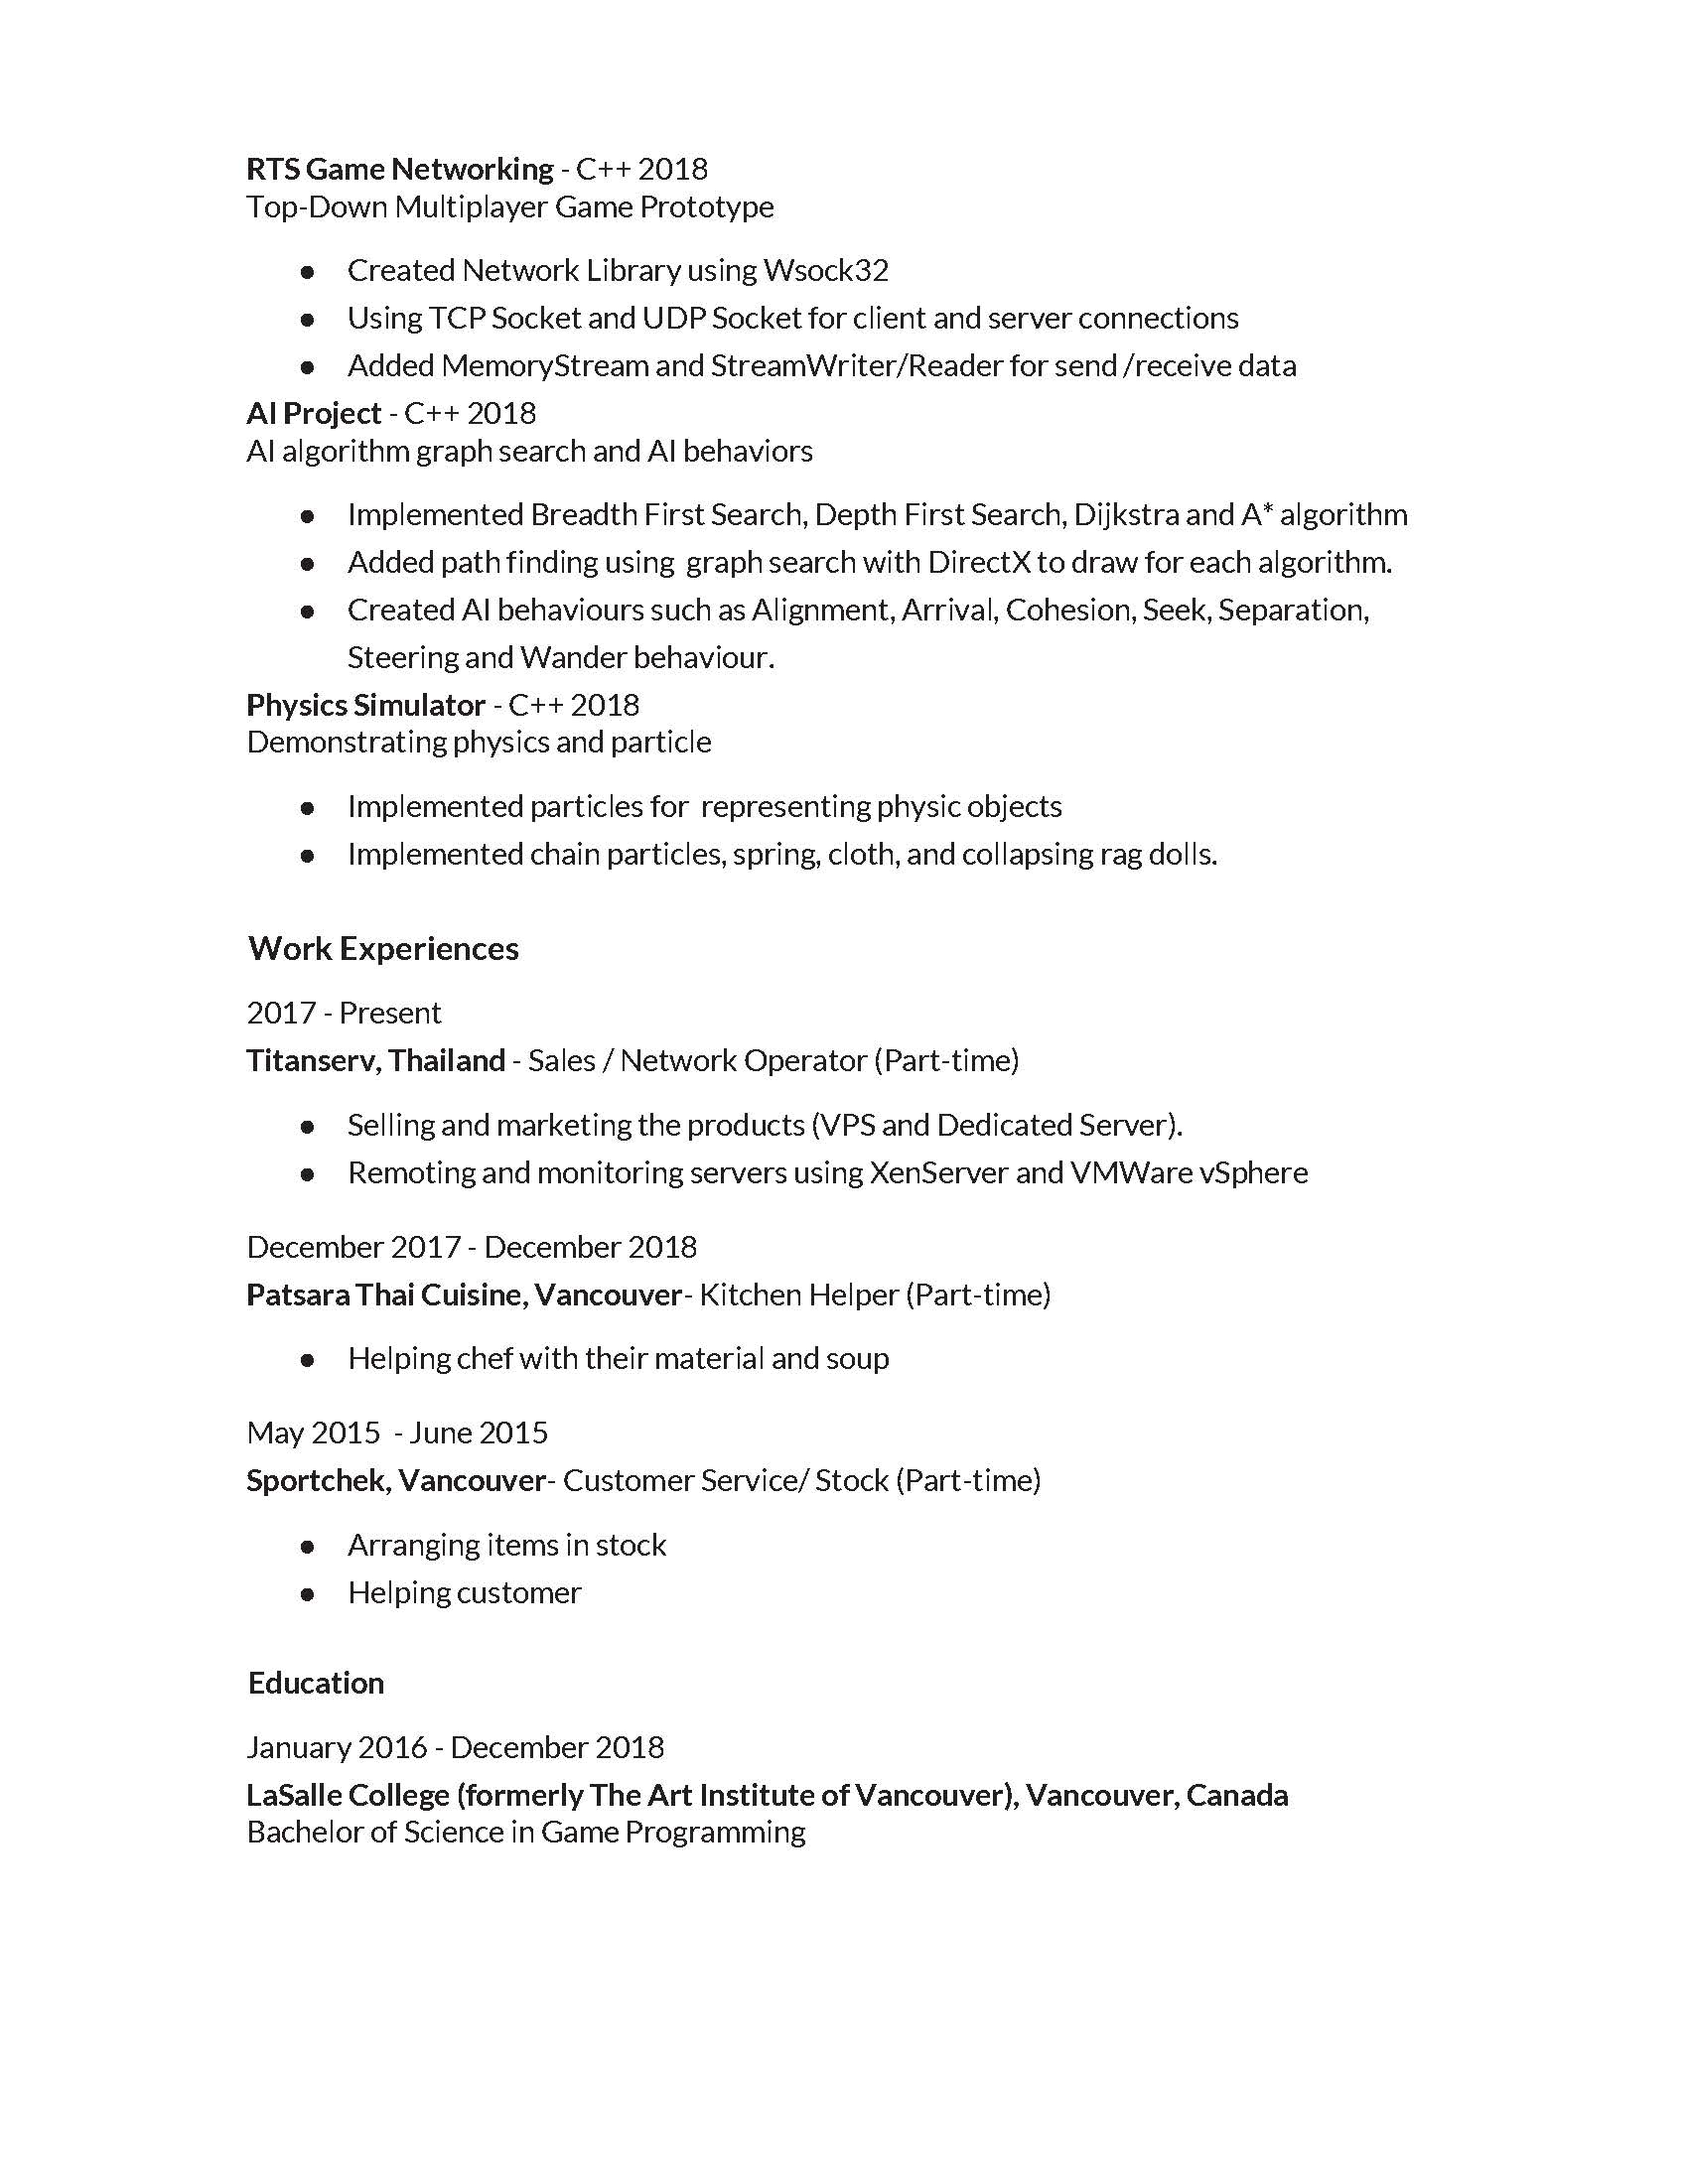 RTS Game Networking - C++ 2018
Top-Down Multiplayer Game Prototype
● Created Network Library using Wsock32
● Using TCP Socket and UDP Socket for client and server connections
● Added MemoryStream and StreamWriter/Reader for send /receive data
AI Project - C++ 2018
AI algorithm graph search and AI behaviors
● Implemented Breadth First Search, Depth First Search, Dijkstra and A* algorithm
● Added path finding using  graph search with DirectX to draw for each algorithm.
● Created AI behaviours such as Alignment, Arrival, Cohesion, Seek, Separation,
Steering and Wander behaviour.
Physics Simulator - C++ 2018
Demonstrating physics and particle
● Implemented particles for  representing physic objects
● Implemented chain particles, spring, cloth, and collapsing rag dolls.
Work Experiences
2017 - Present
Titanserv, Thailand - Sales / Network Operator (Part-time)
● Selling and marketing the products (VPS and Dedicated Server).
● Remoting and monitoring servers using XenServer and VMWare vSphere
December 2017 - December 2018
Patsara Thai Cuisine, Vancouver- Kitchen Helper (Part-time)
● Helping chef with their material and soup
May 2015  - June 2015
Sportchek, Vancouver- Customer Service/ Stock (Part-time)
● Arranging items in stock
● Helping customer
Education
January 2016 - December 2018
LaSalle College (formerly The Art Institute of Vancouver), Vancouver, Canada
Bachelor of Science in Game Programming